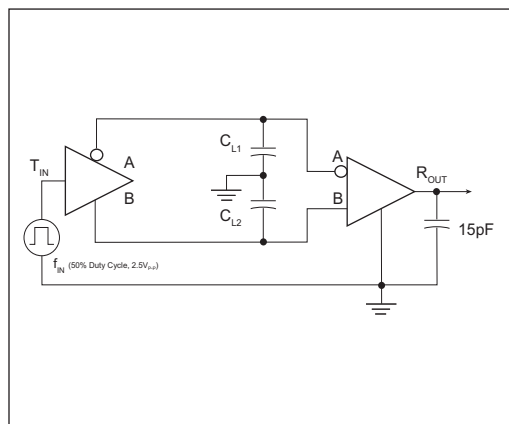 T_IN
A
B
C_L1
C_L2
A
B
R_OUT
15pF
f_IN (50% Duty Cycle, 2.5V_P-P)